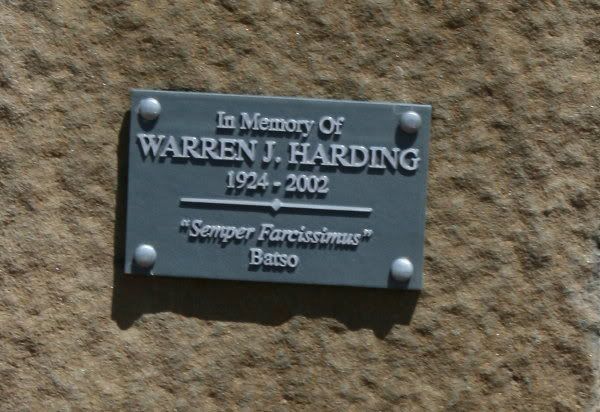 In Memory Of
WARREN J. HARDING
1924 - 2002
"Semper Farcissimus"
Batso